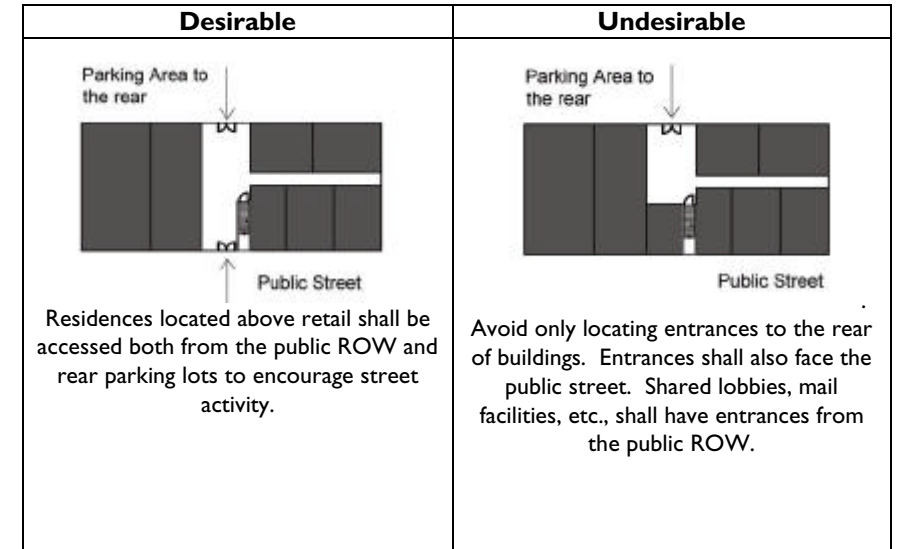 Desirable
Undesirable
Parking Area to
the rear
Public Street
Residences located above retail shall be
accessed both from the public ROW and
rear parking lots to encourage street
activity.
Parking Area to
the rear
Public Street
.
Avoid only locating entrances to the rear
of buildings.  Entrances shall also face the
public street.  Shared lobbies, mail
facilities, etc., shall have entrances from
the public ROW.